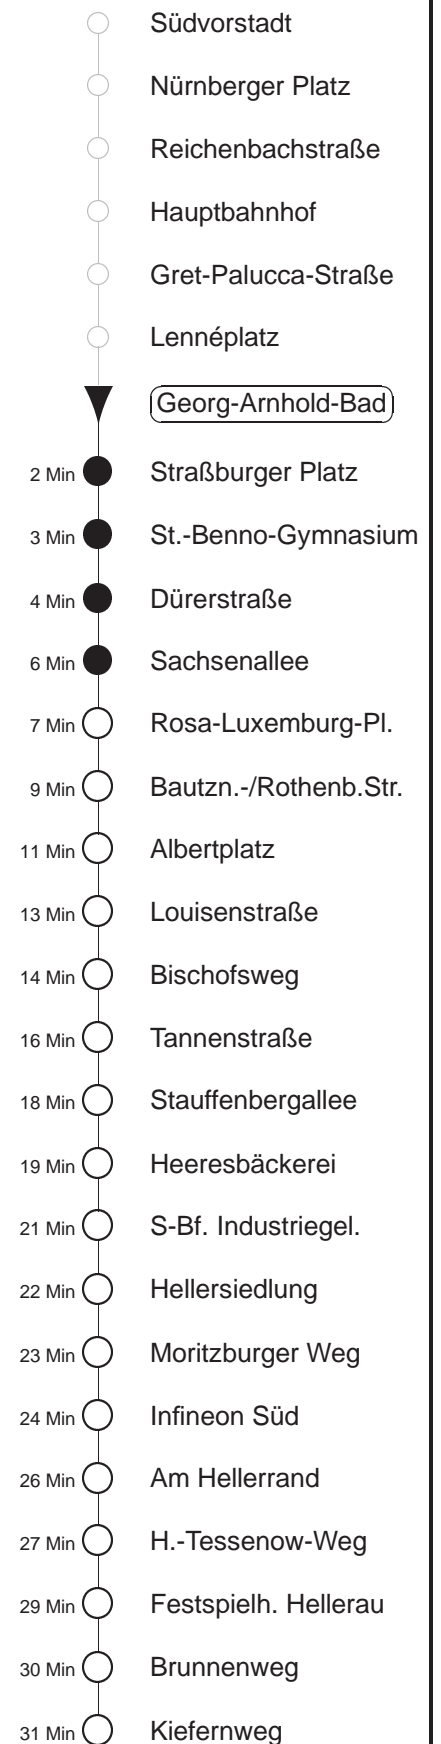 Südvorstadt
Nürnberger Platz
Reichenbachstraße
Hauptbahnhof
Gret-Palucca-Straße
Lennéplatz
Georg-Arnhold-Bad
2 Min Straßburger Platz
3 Min St.-Benno-Gymnasium
4 Min Dürerstraße
6 Min Sachsenallee
7 Min Rosa-Luxemburg-Pl.
9 Min Bautzn.-/Rothenb.Str.
11 Min Albertplatz
13 Min Louisenstraße
14 Min Bischofsweg
16 Min Tannenstraße
18 Min Stauffenbergallee
19 Min Heeresbäckerei
21 Min S-Bf. Industriegel.
22 Min Hellersiedlung
23 Min Moritzburger Weg
24 Min Infineon Süd
26 Min Am Hellerrand
27 Min H.-Tessenow-Weg
29 Min Festspielh. Hellerau
30 Min Brunnenweg
31 Min Kiefernweg